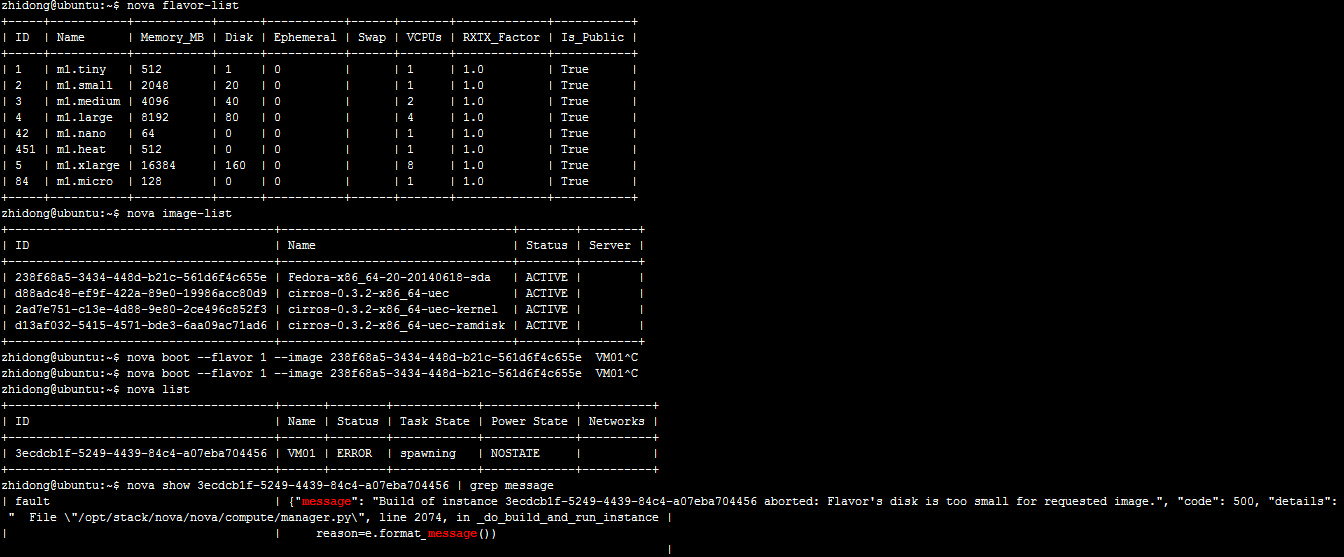 zhidong@ubuntu:~$ nova flavor-list
+-----+-----------+-----------+------+-----------+------+-------+-------------+-----------+
| ID  | Name      | Memory_MB | Disk | Ephemeral | Swap | VCPUs | RXTX_Factor | Is_Public |
+-----+-----------+-----------+------+-----------+------+-------+-------------+-----------+
| 1   | m1.tiny   | 512       | 1    | 0         |      | 1     | 1.0         | True      |
| 2   | m1.small  | 2048      | 20   | 0         |      | 1     | 1.0         | True      |
| 3   | m1.medium | 4096      | 40   | 0         |      | 2     | 1.0         | True      |
| 4   | m1.large  | 8192      | 80   | 0         |      | 4     | 1.0         | True      |
| 42  | m1.nano   | 64        | 0    | 0         |      | 1     | 1.0         | True      |
| 451 | m1.heat   | 512       | 0    | 0         |      | 1     | 1.0         | True      |
| 5   | m1.xlarge | 16384     | 160  | 0         |      | 8     | 1.0         | True      |
| 84  | m1.micro  | 128       | 0    | 0         |      | 1     | 1.0         | True      |
+-----+-----------+-----------+------+-----------+------+-------+-------------+-----------+
zhidong@ubuntu:~$ nova image-list
+--------------------------------------+---------------------------------+--------+--------+
| ID                                   | Name                            | Status | Server |
+--------------------------------------+---------------------------------+--------+--------+
| 238f68a5-3434-448d-b21c-561d6f4c655e | Fedora-x86_64-20-20140618-sda   | ACTIVE |        |
| d88adc48-ef9f-422a-89e0-19986acc80d9 | cirros-0.3.2-x86_64-uec         | ACTIVE |        |
| 2ad7e751-c13e-4d88-9e80-2ce496c852f3 | cirros-0.3.2-x86_64-uec-kernel  | ACTIVE |        |
| d13af032-5415-4571-bde3-6aa09ac71ad6 | cirros-0.3.2-x86_64-uec-ramdisk | ACTIVE |        |
+--------------------------------------+---------------------------------+--------+--------+
zhidong@ubuntu:~$ nova boot --flavor 1 --image 238f68a5-3434-448d-b21c-561d6f4c655e  VM01^C
zhidong@ubuntu:~$ nova boot --flavor 1 --image 238f68a5-3434-448d-b21c-561d6f4c655e  VM01^C
zhidong@ubuntu:~$ nova list
+--------------------------------------+------+--------+------------+-------------+----------+
| ID                                   | Name | Status | Task State | Power State | Networks |
+--------------------------------------+------+--------+------------+-------------+----------+
| 3ecdcb1f-5249-4439-84c4-a07eba704456 | VM01 | ERROR  | spawning   | NOSTATE     |          |
+--------------------------------------+------+--------+------------+-------------+----------+
zhidong@ubuntu:~$ nova show 3ecdcb1f-5249-4439-84c4-a07eba704456 | grep message
| fault                                | {"message": "Build of instance 3ecdcb1f-5249-4439-84c4-a07eba704456 aborted: Flavor's disk is too small for requested image.", "code": 500, "details":
 "  File \"/opt/stack/nova/nova/compute/manager.py\", line 2074, in _do_build_and_run_instance |
|                                      |     reason=e.format_message())
|